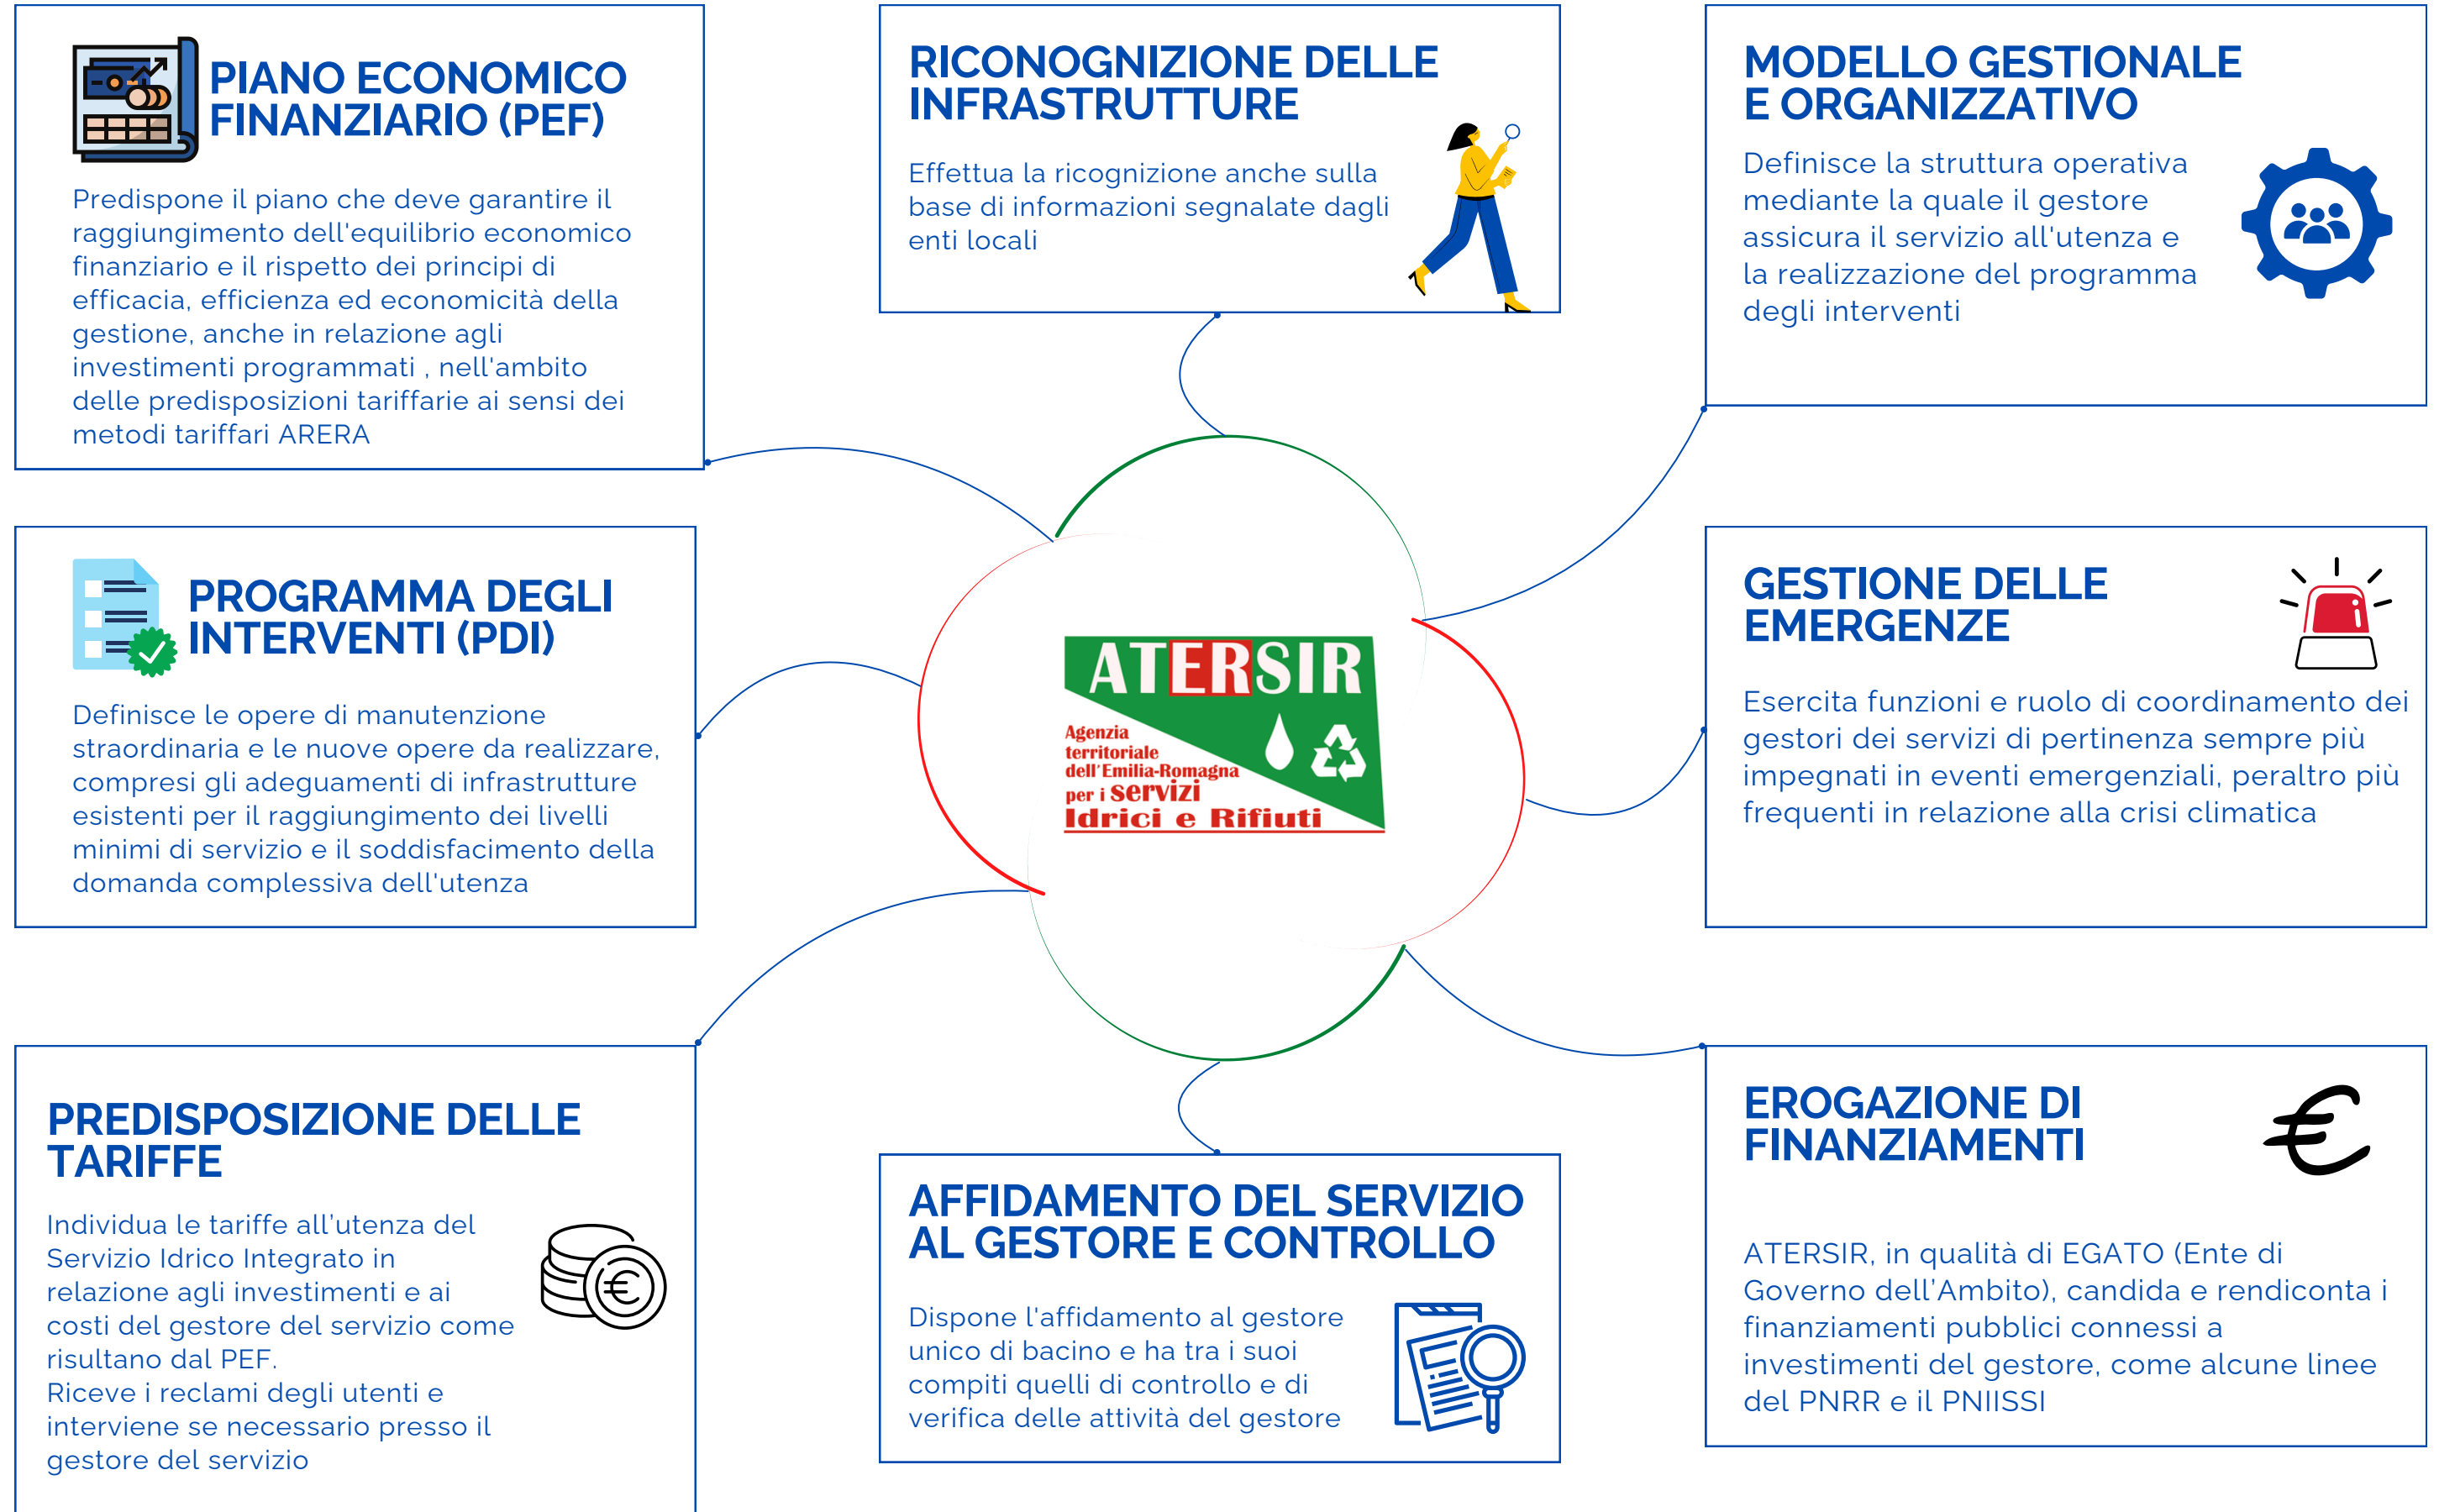 PIANO ECONOMICO
FINANZIARIO (PEF)
Predispone il piano che deve garantire il
raggiungimento dell'equilibrio economico
finanziario e il rispetto dei principi di
efficacia, efficienza ed economicità della
gestione, anche in relazione agli
investimenti programmati , nell'ambito
delle predisposizioni tariffarie ai sensi dei
metodi tariffari ARERA
RICONOGNIZIONE DELLE
INFRASTRUTTURE
Effettua la ricognizione anche sulla
base di informazioni segnalate dagli
enti locali
MODELLO GESTIONALE
E ORGANIZZATIVO
Definisce la struttura operativa
mediante la quale il gestore
assicura il servizio all'utenza e
la realizzazione del programma
degli interventi
PROGRAMMA DEGLI
INTERVENTI (PDI)
Definisce le opere di manutenzione
straordinaria e le nuove opere da realizzare,
compresi gli adeguamenti di infrastrutture
esistenti per il raggiungimento dei livelli
minimi di servizio e il soddisfacimento della
domanda complessiva dell'utenza
ATERSIR
Agenzia
territoriale
dell'Emilia-Romagna
per i servizi
Idrici e Rifiuti
GESTIONE DELLE
EMERGENZE
Esercita funzioni e ruolo di coordinamento dei
gestori dei servizi di pertinenza sempre più
impegnati in eventi emergenziali, peraltro più
frequenti in relazione alla crisi climatica
PREDISPOSIZIONE DELLE
TARIFFE
Individua le tariffe all’utenza del
Servizio Idrico Integrato in
relazione agli investimenti e ai
costi del gestore del servizio come
risultano dal PEF.
Riceve i reclami degli utenti e
interviene se necessario presso il
gestore del servizio
AFFIDAMENTO DEL SERVIZIO
AL GESTORE E CONTROLLO
Dispone l'affidamento al gestore
unico di bacino e ha tra i suoi
compiti quelli di controllo e di
verifica delle attività del gestore
EROGAZIONE DI
FINANZIAMENTI
€
ATERSIR, in qualità di EGATO (Ente di
Governo dell’Ambito), candida e rendiconta i
finanziamenti pubblici connessi a
investimenti del gestore, come alcune linee
del PNRR e il PNIISSI